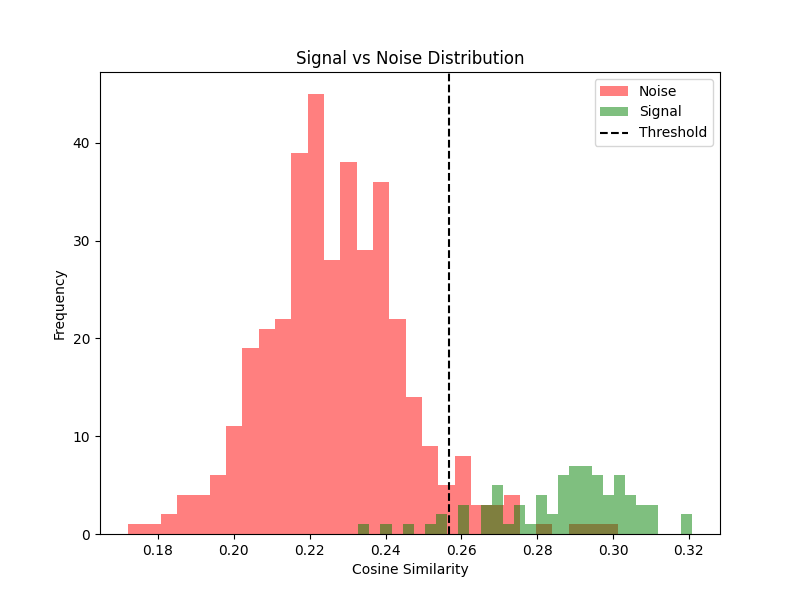 Signal vs Noise Distribution
Noise
Signal
Threshold
Frequency
40
30
20
10
0
0.18 0.20 0.22 0.24 0.26 0.28 0.30 0.32
Cosine Similarity